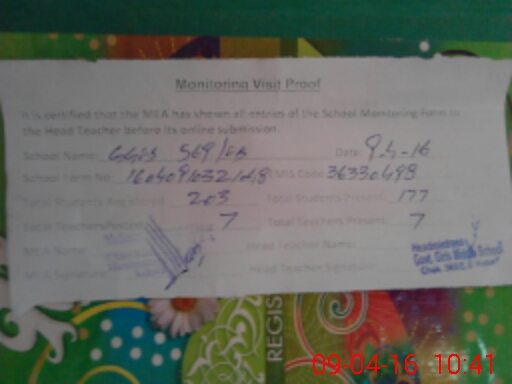 Monitoring Visit Proof
It is certified that the MEA has shown all entries of the School Monitoring Form to
the Head Teacher before its online submission.
School Name: GGES 569/EB Date: 9-4-16
School Form No: EMIS Code: 36330498
Total Students Registered: 203 Total Students Present: 177
Total Teachers Posted: 7 Total Teachers Present: 7
MEA Name: Head Teacher Name:
MEA Signature: Head Teacher Signature:
Headmistress
Govt. Girls Middle School
REGIS
09-04-16 10:41